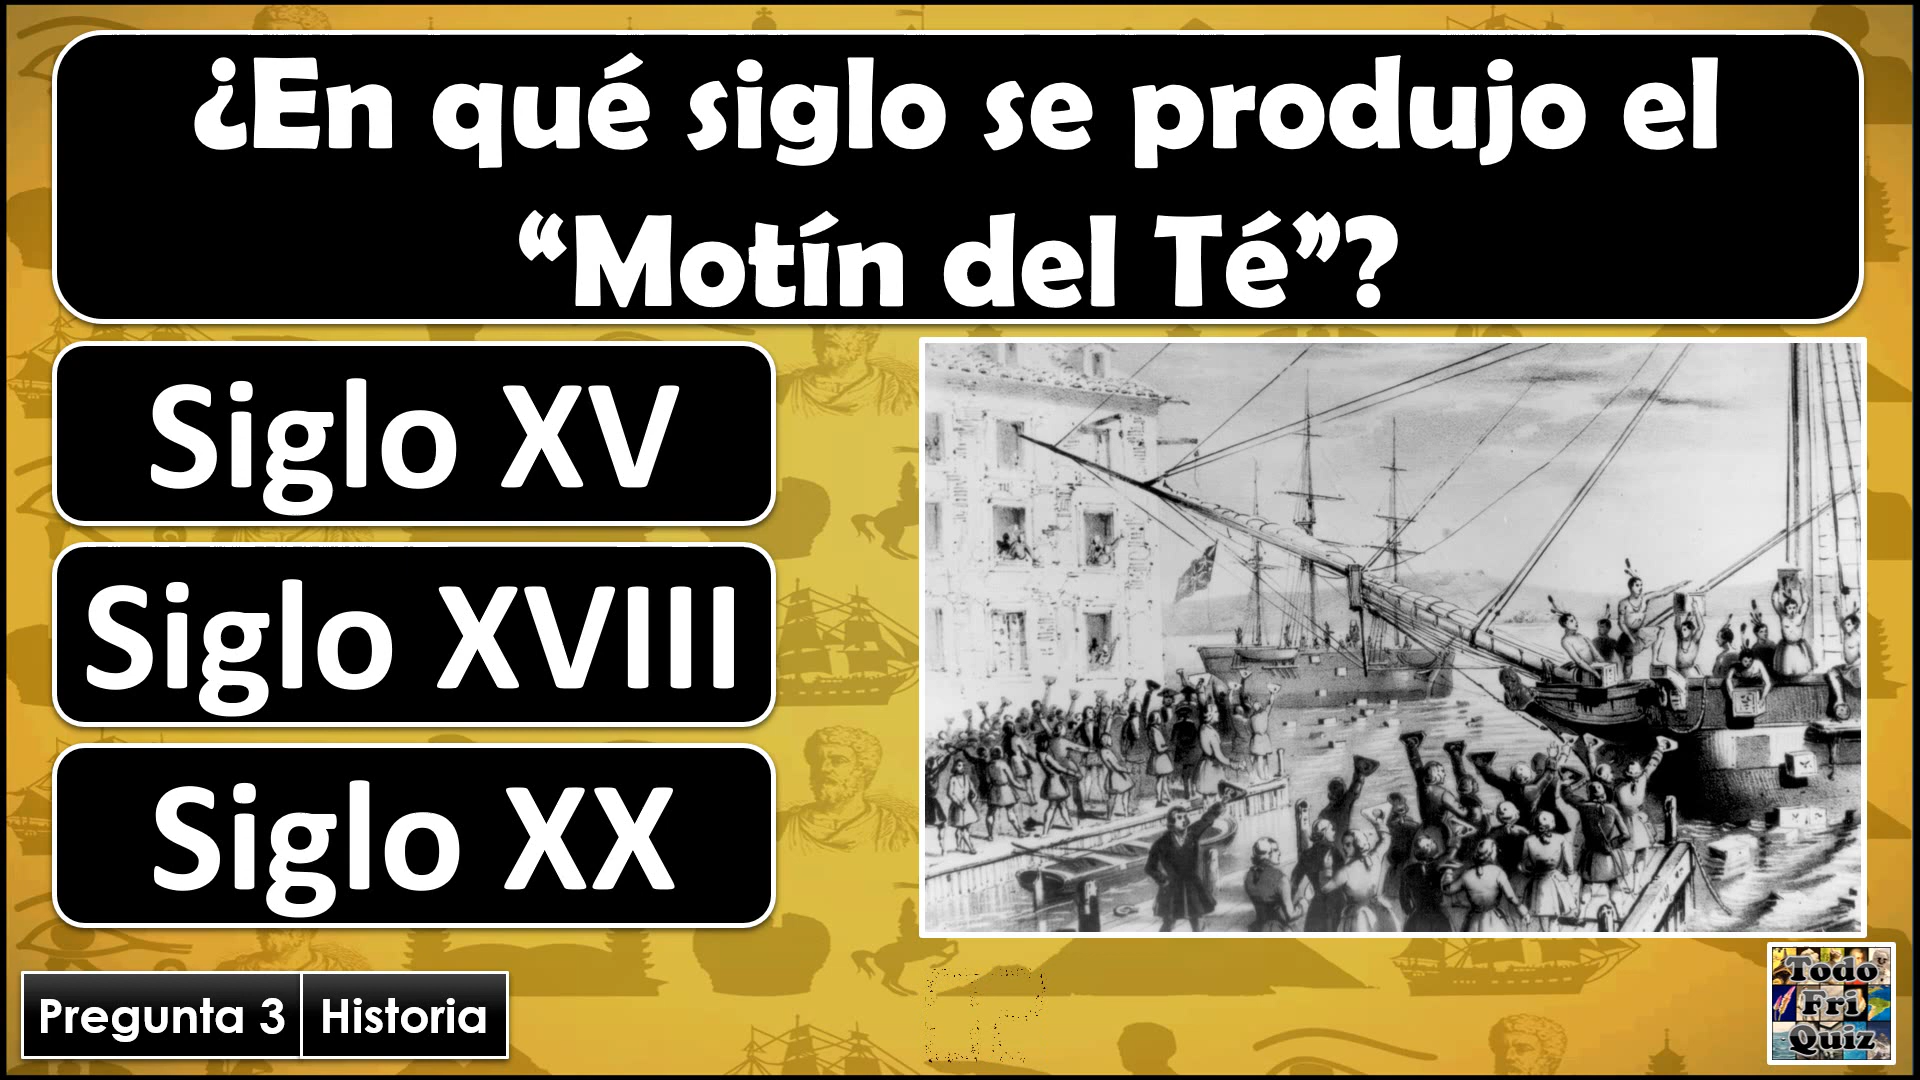 ¿En qué siglo se produjo el
“Motín del Té”?
Siglo XV
Siglo XVIII
Siglo XX
Pregunta 3
Historia
Todo
Fri
Quiz